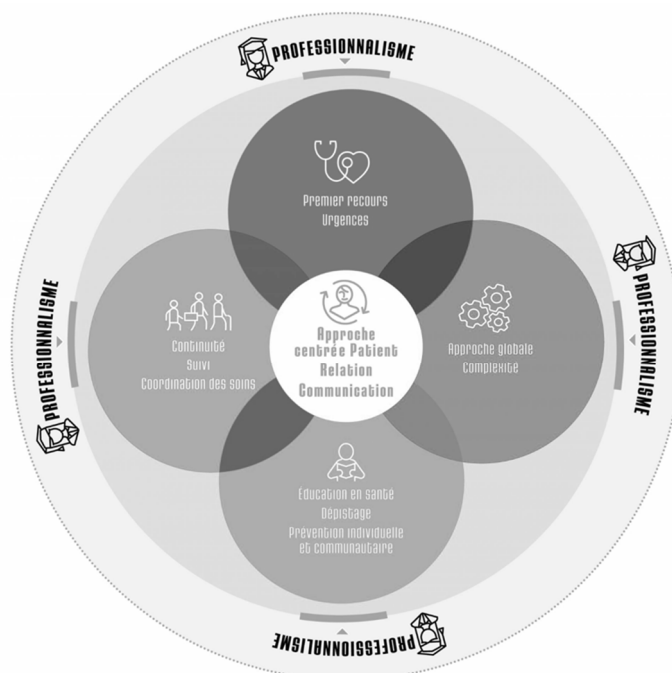 PROFESSIONNALISME
Premier recours
Urgences
PROFESSIONNALISME
Continuité
Suivi
Coordination des soins
Approche
centrée Patient
Relation
Communication
Approche globale
Complexité
PROFESSIONNALISME
Éducation en santé
Dépistage
Prévention individuelle
et communautaire
PROFESSIONNALISME